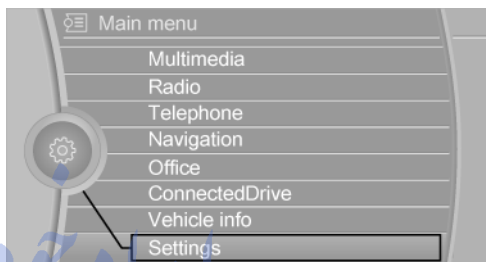 Main menu
Multimedia
Radio
Telephone
Navigation
Office
ConnectedDrive
Vehicle info
Settings